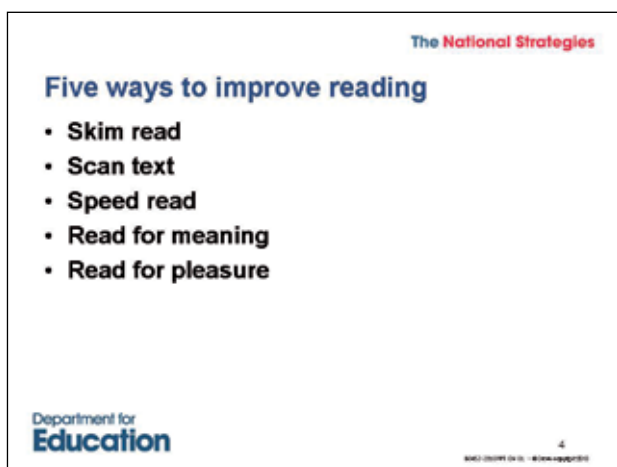 The National Strategies
Five ways to improve reading
• Skim read
• Scan text
• Speed read
• Read for meaning
• Read for pleasure
Department for
Education
4